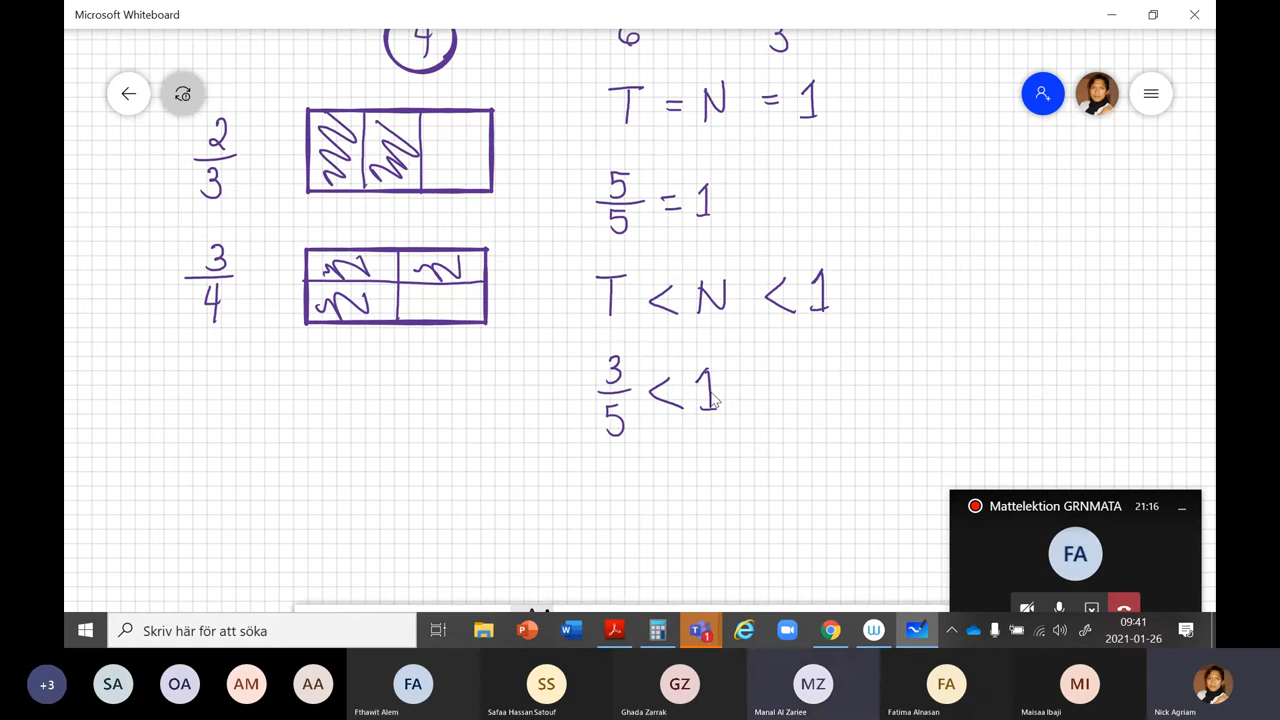 Microsoft Whiteboard
4
6 3
T = N = 1
2/3
5/5 = 1
3/4
T < N < 1
3/5 < 1
Mattelektion GRNMATA 21:16
FA
Skriv här för att söka
1
09:41
2021-01-26
+3 SA OA AM AA FA SS GZ MZ FA MI
Fthawit Alem Safaa Hassan Satouf Ghada Zarrak Manal Al Zariee Fatima Alnasan Maisaa Ibaji Nick Agriam